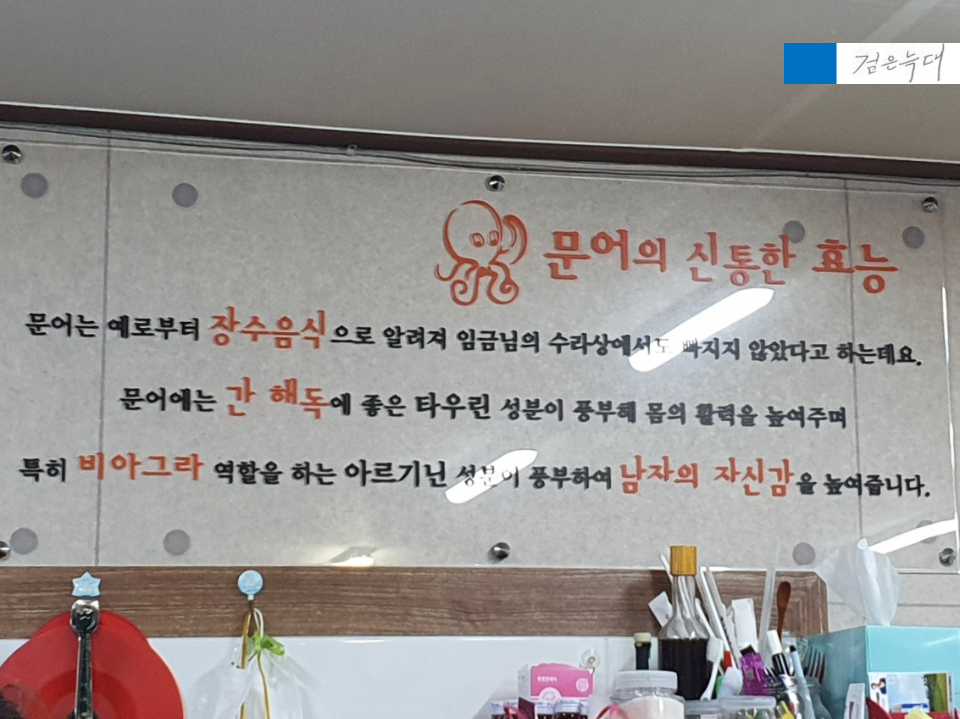 검은늑대
문어의 신통한 효능
문어는 예로부터 장수음식으로 알려져 임금님의 수라상에서도 빠지지 않았다고 하는데요.
문어에는 간 해독에 좋은 타우린 성분이 풍부해 몸의 활력을 높여주며
특히 비아그라 역할을 하는 아르기닌 성분이 풍부하여 남자의 자신감을 높여줍니다.